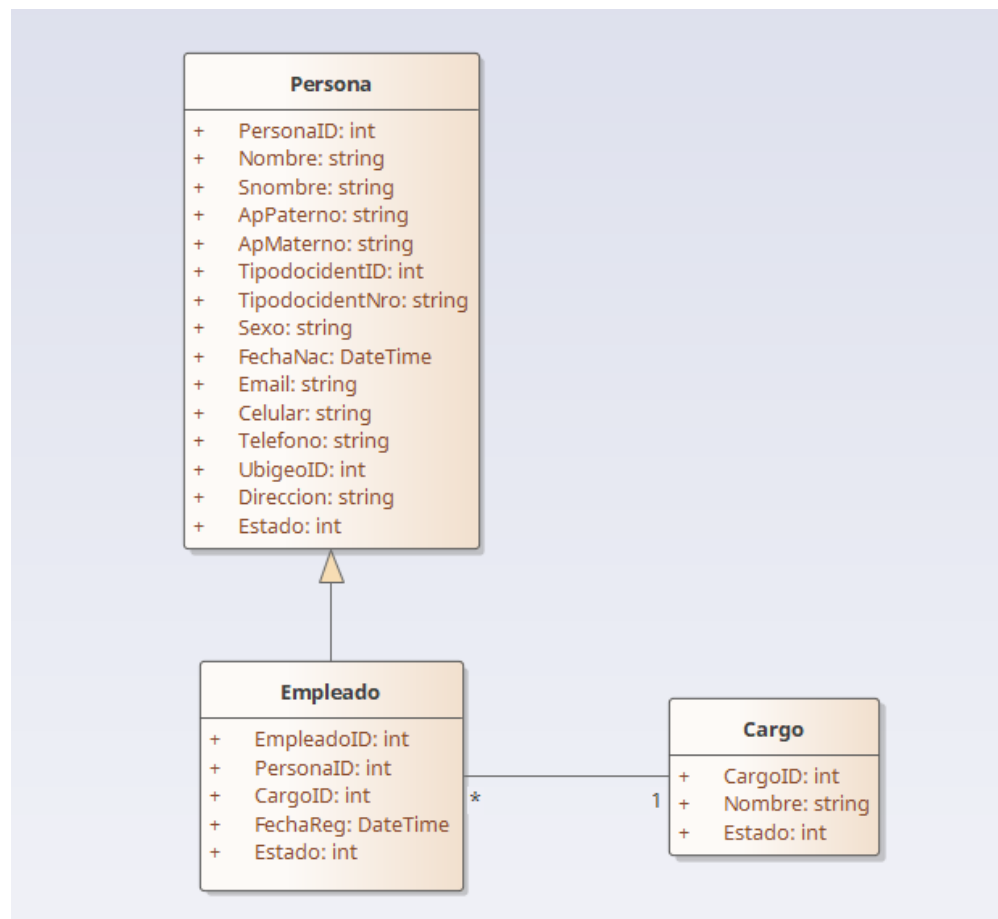 Persona
+ PersonaID: int
+ Nombre: string
+ Snombre: string
+ ApPaterno: string
+ ApMaterno: string
+ TipodocidentID: int
+ TipodocidentNro: string
+ Sexo: string
+ FechaNac: DateTime
+ Email: string
+ Celular: string
+ Telefono: string
+ UbigeoID: int
+ Direccion: string
+ Estado: int
Empleado
+ EmpleadoID: int
+ PersonaID: int
+ CargoID: int
+ FechaReg: DateTime
+ Estado: int
* 1
Cargo
+ CargoID: int
+ Nombre: string
+ Estado: int